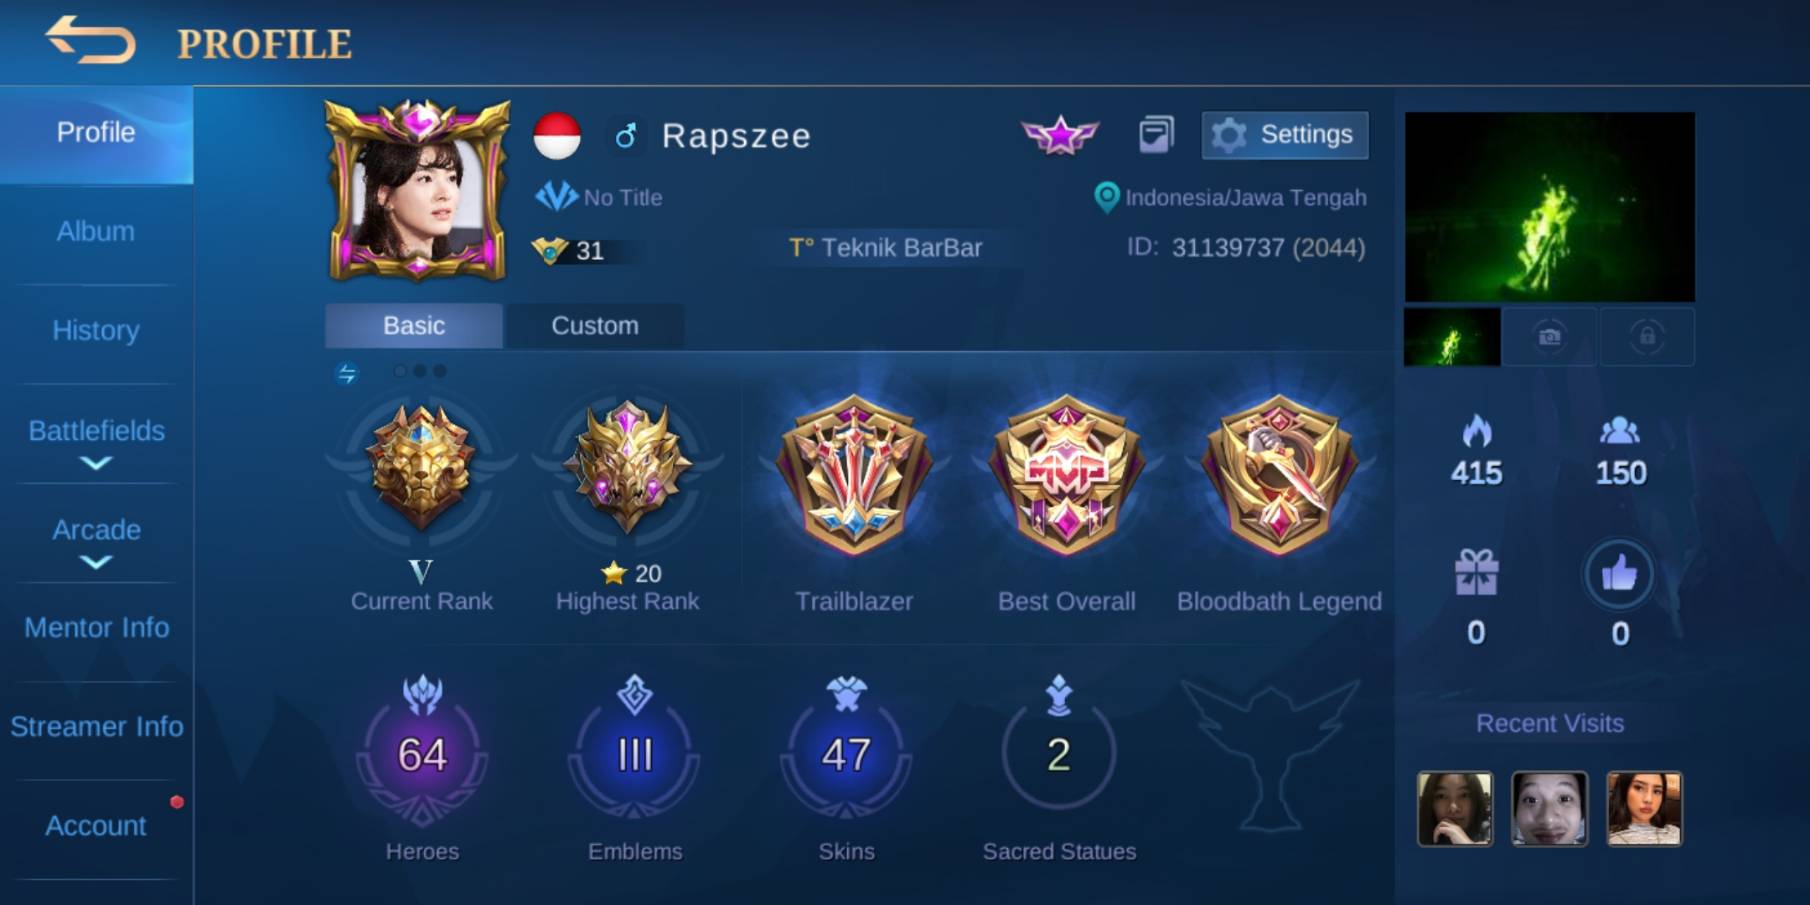 PROFILE
Profile
Album
History
Battlefields
Arcade
Mentor Info
Streamer Info
Account
Rapszee
Settings
No Title
Indonesia/Jawa Tengah
31
T° Teknik BarBar
ID: 31139737 (2044)
Basic
Custom
MVP
V
20
Current Rank
Highest Rank
Trailblazer
Best Overall
Bloodbath Legend
64
III
47
2
Heroes
Emblems
Skins
Sacred Statues
415
150
0
0
Recent Visits